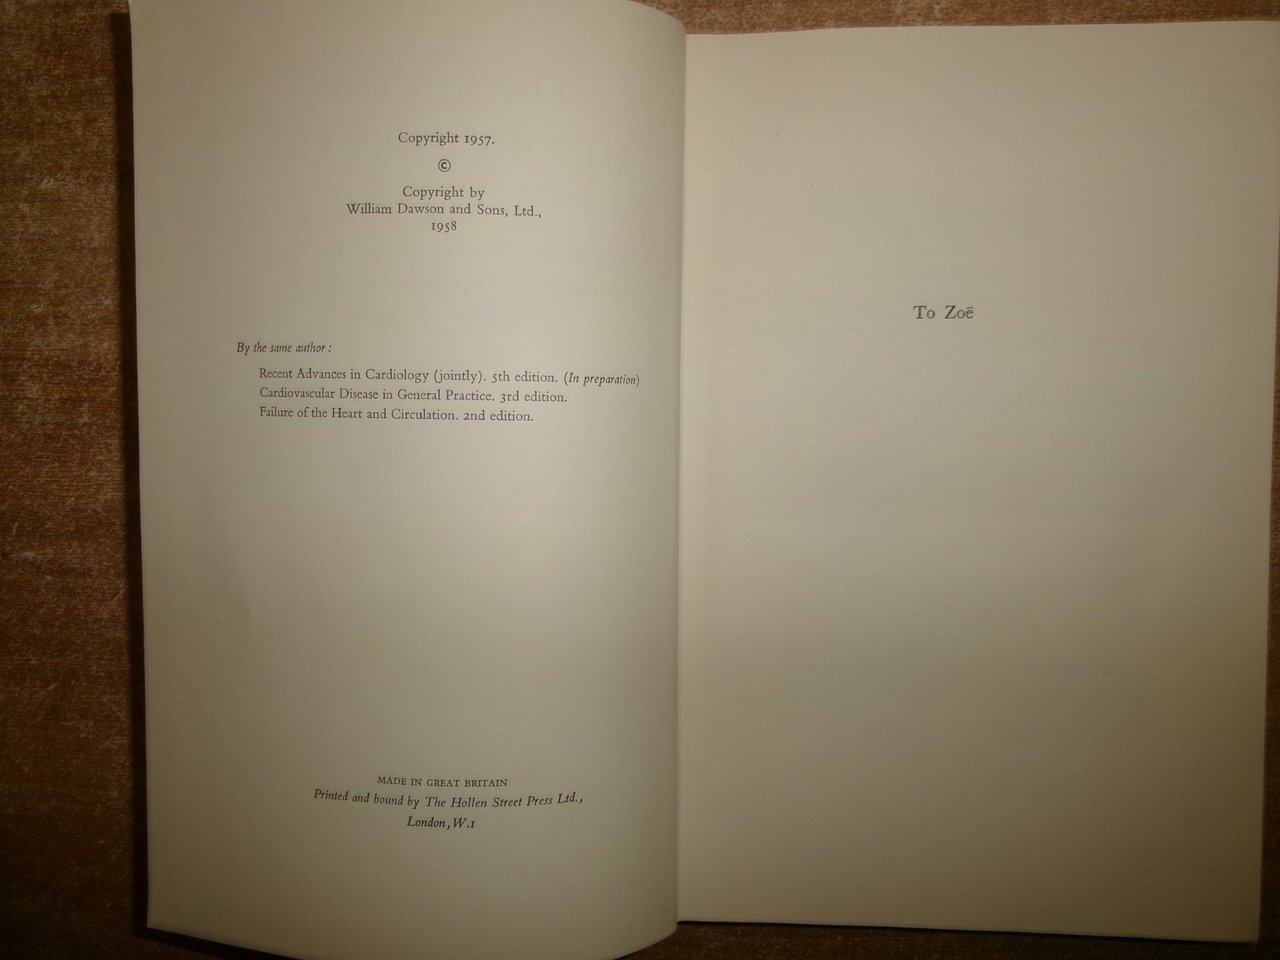 Copyright 1957.
©
Copyright by
William Dawson and Sons, Ltd.,
1958
By the same author :
Recent Advances in Cardiology (jointly). 5th edition. (In preparation)
Cardiovascular Disease in General Practice. 3rd edition.
Failure of the Heart and Circulation. 2nd edition.
MADE IN GREAT BRITAIN
Printed and bound by The Hollen Street Press Ltd.,
London, W.1
To Zoë